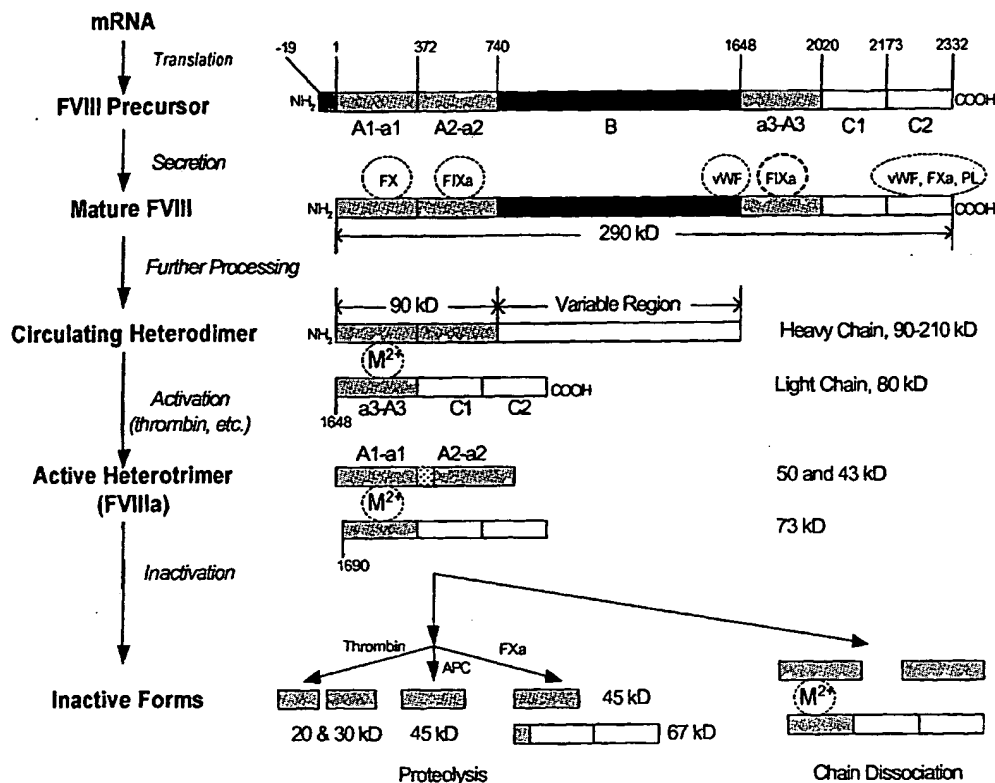 mRNA
-19 1 372 740 1648 2020 2173 2332
Translation
FVIII Precursor
NH2 COOH
A1-a1 A2-a2 B a3-A3 C1 C2
Secretion
FX FIXa vWF FIXa vWF, FXa, PL
Mature FVIII
NH2 COOH
290 kD
Further Processing
90 kD Variable Region
Circulating Heterodimer
NH2
Heavy Chain, 90-210 kD
M2+
COOH
Light Chain, 80 kD
Activation
(thrombin, etc.)
a3-A3 C1 C2
1648
A1-a1 A2-a2
Active Heterotrimer
(FVIIIa)
50 and 43 kD
M2+
73 kD
1690
Inactivation
Thrombin APC FXa
Inactive Forms
45 kD
M2+
20 & 30 kD 45 kD 67 kD
Proteolysis Chain Dissociation